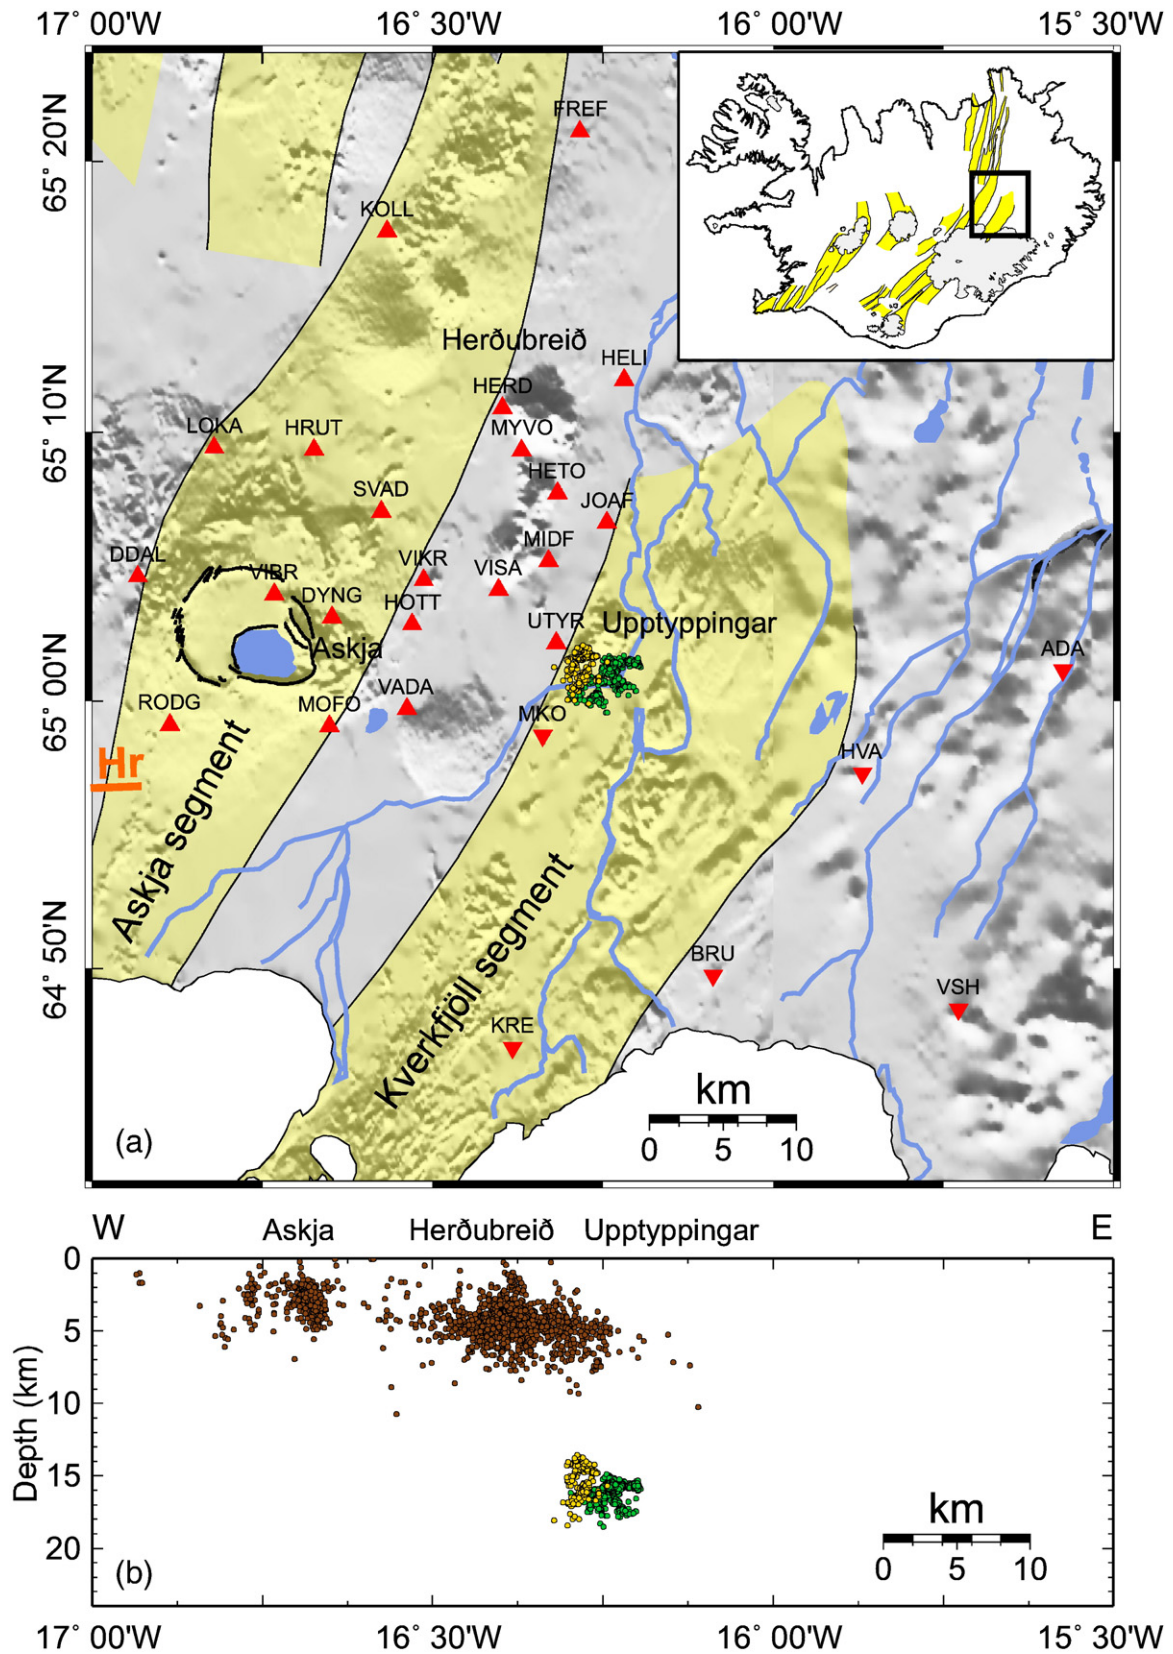 17° 00'W 16° 30'W 16° 00'W 15° 30'W
65° 20'N
65° 10'N
65° 00'N
64° 50'N
FREF
KOLL
Herðubreið
HELI
HERD
LOKA
HRUT
MYVO
HETO
SVAD
JOAF
MIDF
DDAL
VIKR
VISA
VIBR
DYNG
HOTT
UTYR
Upptyppingar
Askja
ADA
RODG
MOFO
VADA
MKO
HVA
Hr
Askja segment
Kverkfjöll segment
BRU
VSH
KRE
km
0 5 10
(a)
W E
Askja Herðubreið Upptyppingar
0
5
10
15
20
Depth (km)
km
0 5 10
(b)
17° 00'W 16° 30'W 16° 00'W 15° 30'W